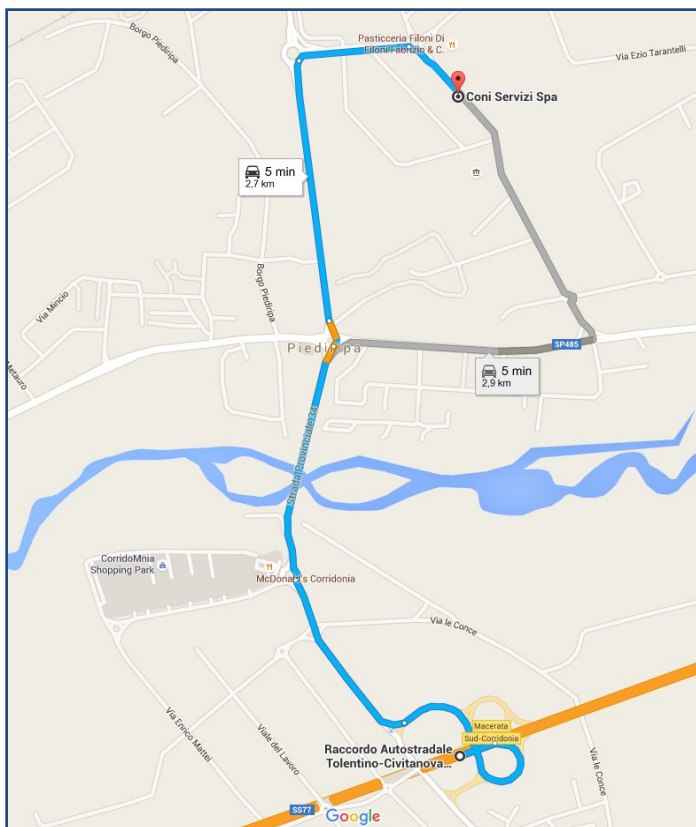 Borgo Piediripa
Pasticceria Filoni Di
Filoni Fabrizio & C.
Via Ezio Tarantelli
Coni Servizi Spa
5 min
2,7 km
Borgo Piediripa
Via Mincio
Metauro
Piediripa
SP485
5 min
2,9 km
Strada Provinciale 34
CorridoMnia
Shopping Park
McDonald's Corridonia
Via le Conce
Via Enrico Mattei
Viale del Lavoro
Macerata
Sud-Corridonia
Raccordo Autostradale
Tolentino-Civitanova...
Via le Conce
SS77
Google